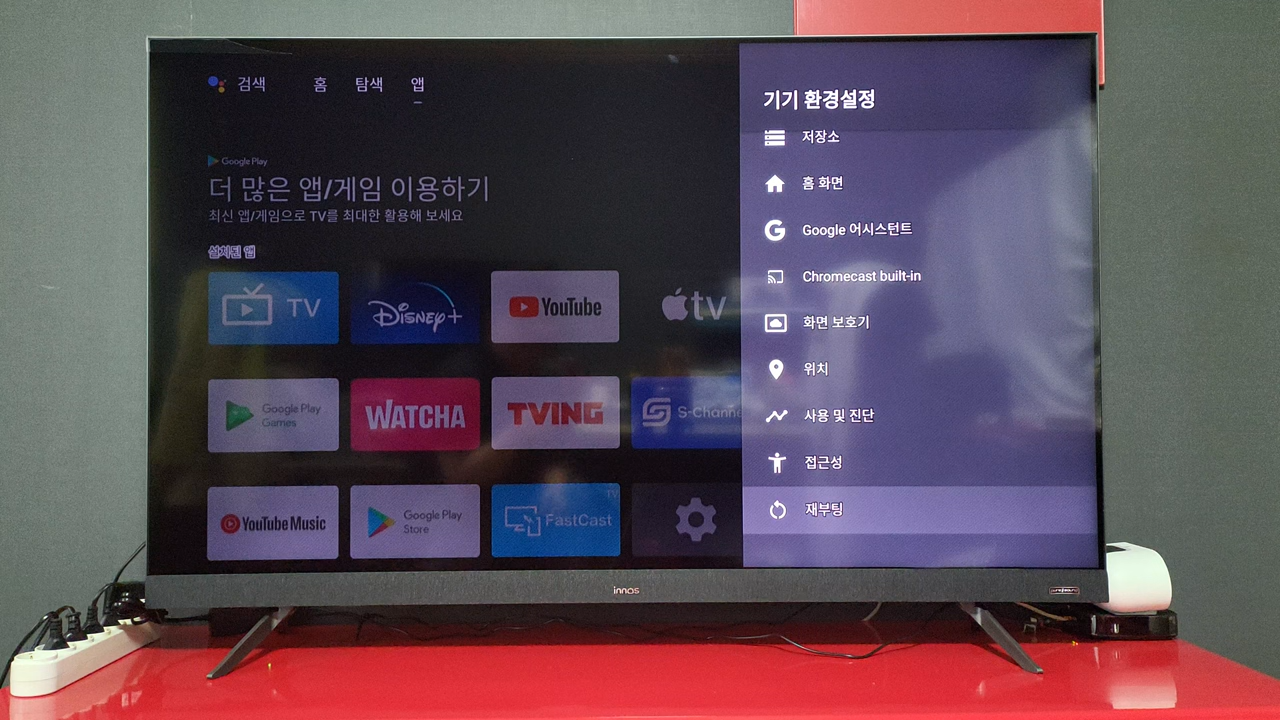 검색 홈 탐색 앱
Google Play
더 많은 앱/게임 이용하기
최신 앱/게임으로 TV를 최대한 활용해 보세요
설치된 앱
TV
Disney+
YouTube
tv
Google Play
Games
WATCHA
TVING
S-Channe
YouTube Music
Google Play
Store
TV
FastCast
기기 환경설정
저장소
홈 화면
Google 어시스턴트
Chromecast built-in
화면 보호기
위치
사용 및 진단
접근성
재부팅
innos